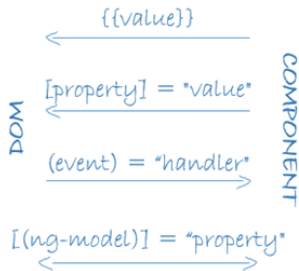 {{value}}
[property] = "value"
(event) = "handler"
[(ng-model)] = "property"
DOM
COMPONENT